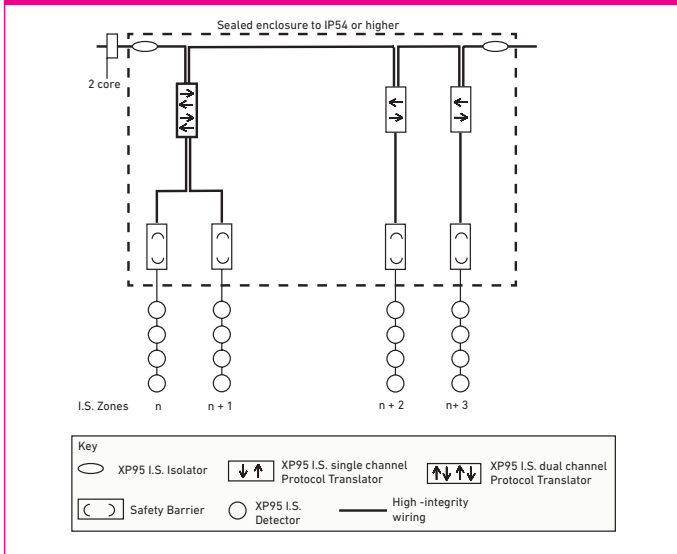 Sealed enclosure to IP54 or higher
2 core
I.S. Zones n n + 1 n + 2 n+ 3
Key
XP95 I.S. Isolator
XP95 I.S. single channel
Protocol Translator
XP95 I.S. dual channel
Protocol Translator
Safety Barrier
XP95 I.S.
Detector
High -integrity
wiring